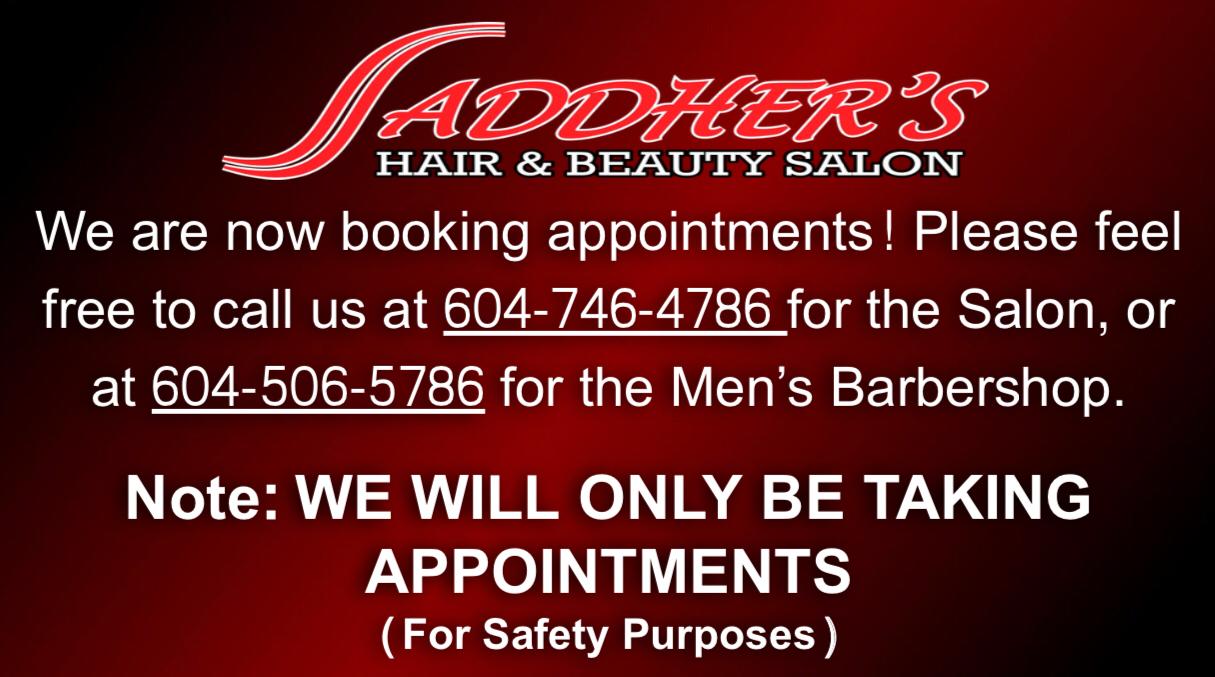 SADDHER'S
HAIR & BEAUTY SALON
We are now booking appointments! Please feel
free to call us at 604-746-4786 for the Salon, or
at 604-506-5786 for the Men’s Barbershop.
Note: WE WILL ONLY BE TAKING
APPOINTMENTS
(For Safety Purposes)